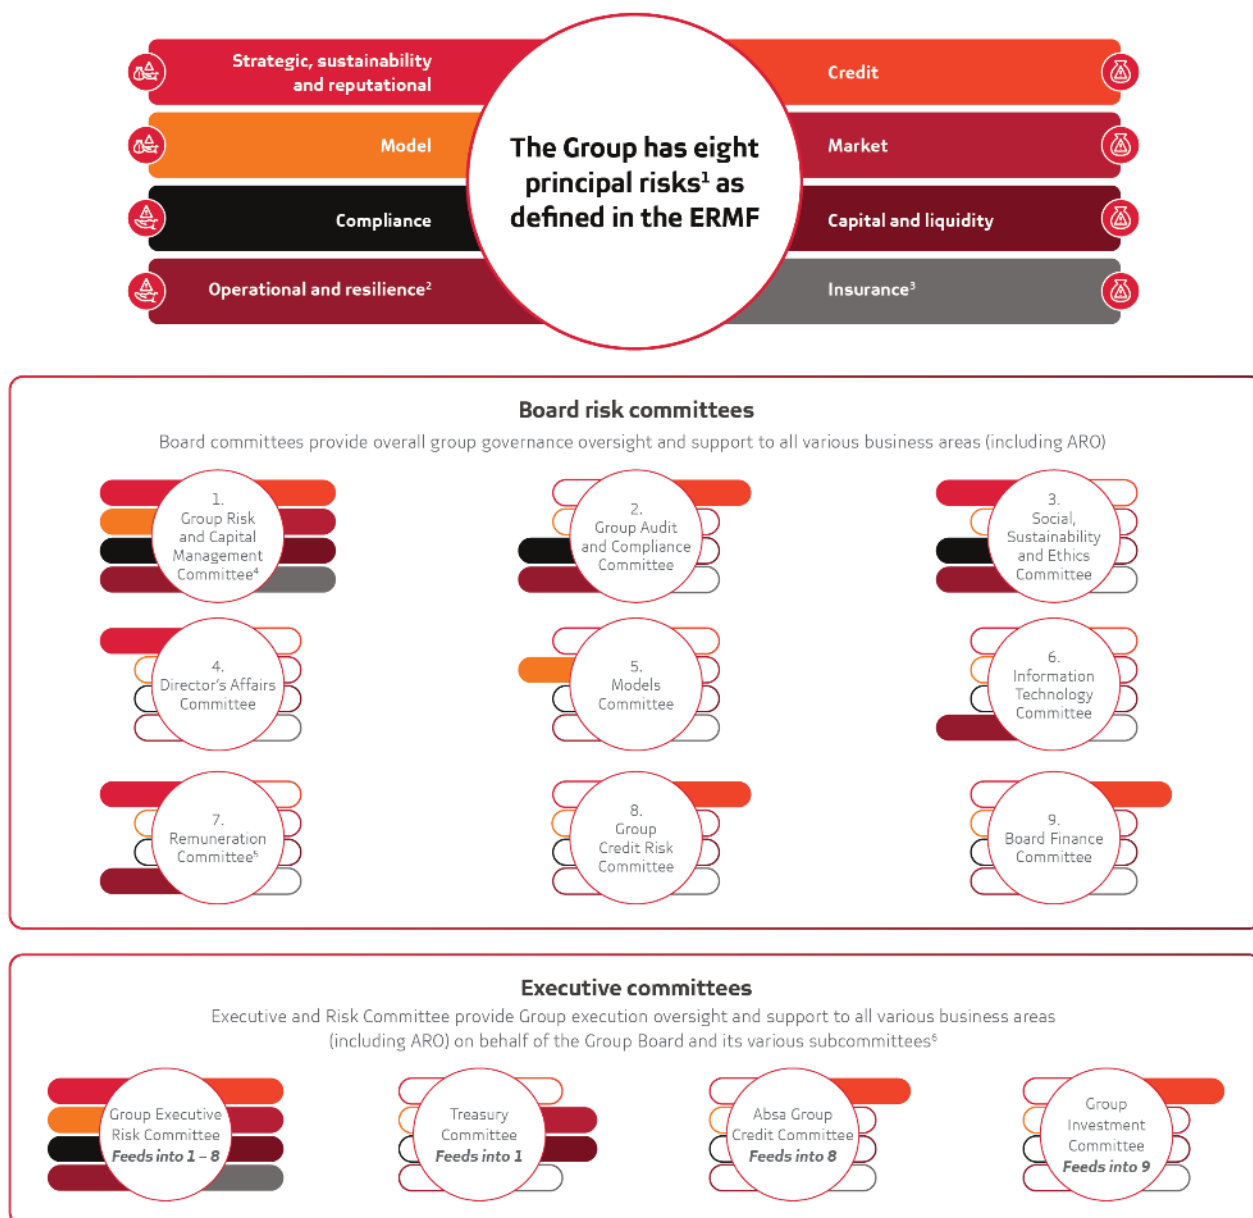 Strategic, sustainability
and reputational
Model
Compliance
Operational and resilience²
The Group has eight
principal risks¹ as
defined in the ERMF
Credit
Market
Capital and liquidity
Insurance³
Board risk committees
Board committees provide overall group governance oversight and support to all various business areas (including ARO)
1.
Group Risk
and Capital
Management
Committee⁴
2.
Group Audit
and Compliance
Committee
3.
Social,
Sustainability
and Ethics
Committee
4.
Director's Affairs
Committee
5.
Models
Committee
6.
Information
Technology
Committee
7.
Remuneration
Committee⁵
8.
Group
Credit Risk
Committee
9.
Board Finance
Committee
Executive committees
Executive and Risk Committee provide Group execution oversight and support to all various business areas
(including ARO) on behalf of the Group Board and its various subcommittees⁶
Group Executive
Risk Committee
Feeds into 1 – 8
Treasury
Committee
Feeds into 1
Absa Group
Credit Committee
Feeds into 8
Group
Investment
Committee
Feeds into 9